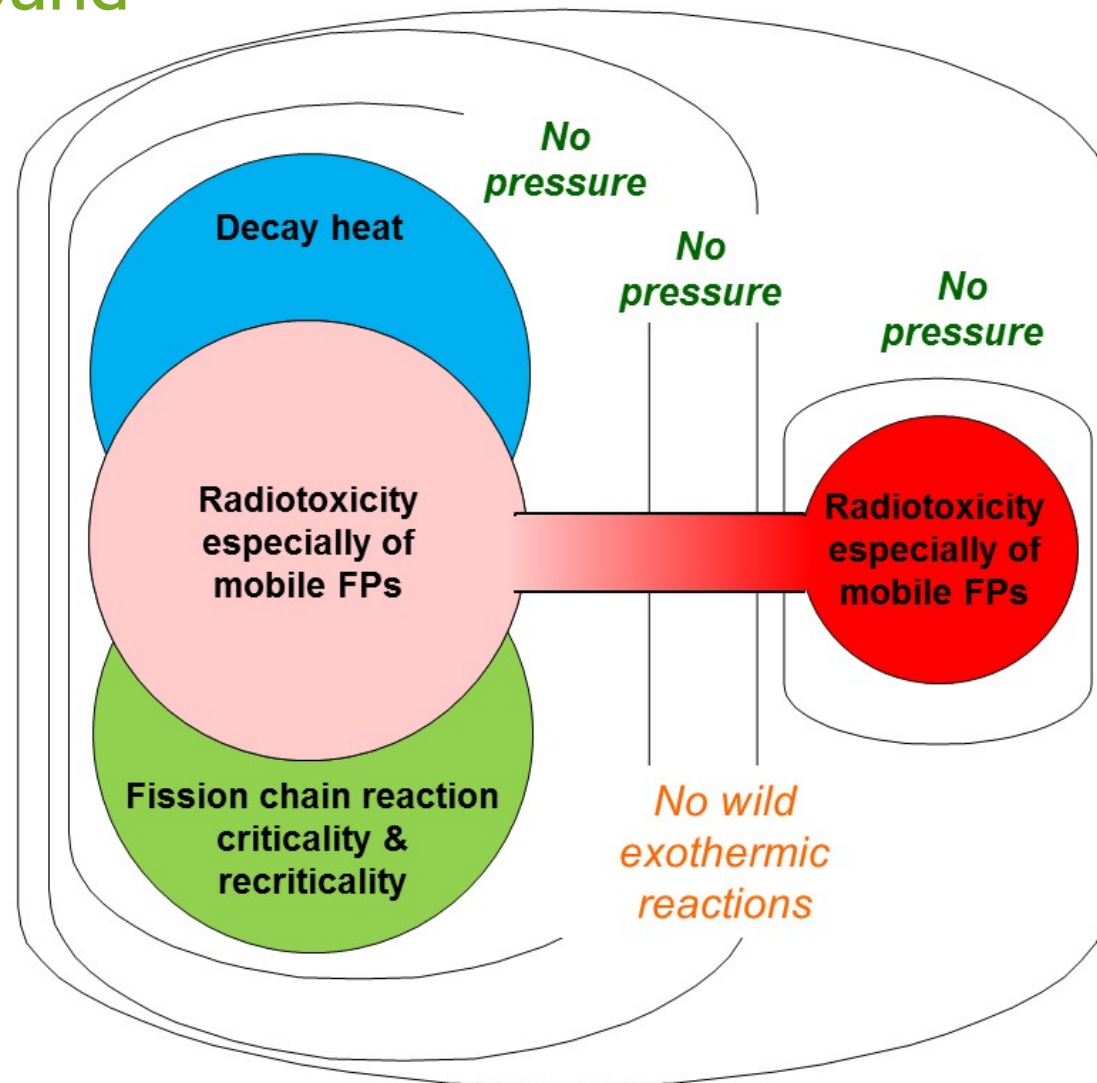 No
pressure
Decay heat
No
pressure
No
pressure
Radiotoxicity
especially of
mobile FPs
Radiotoxicity
especially of
mobile FPs
Fission chain reaction
criticality &
recriticality
No wild
exothermic
reactions